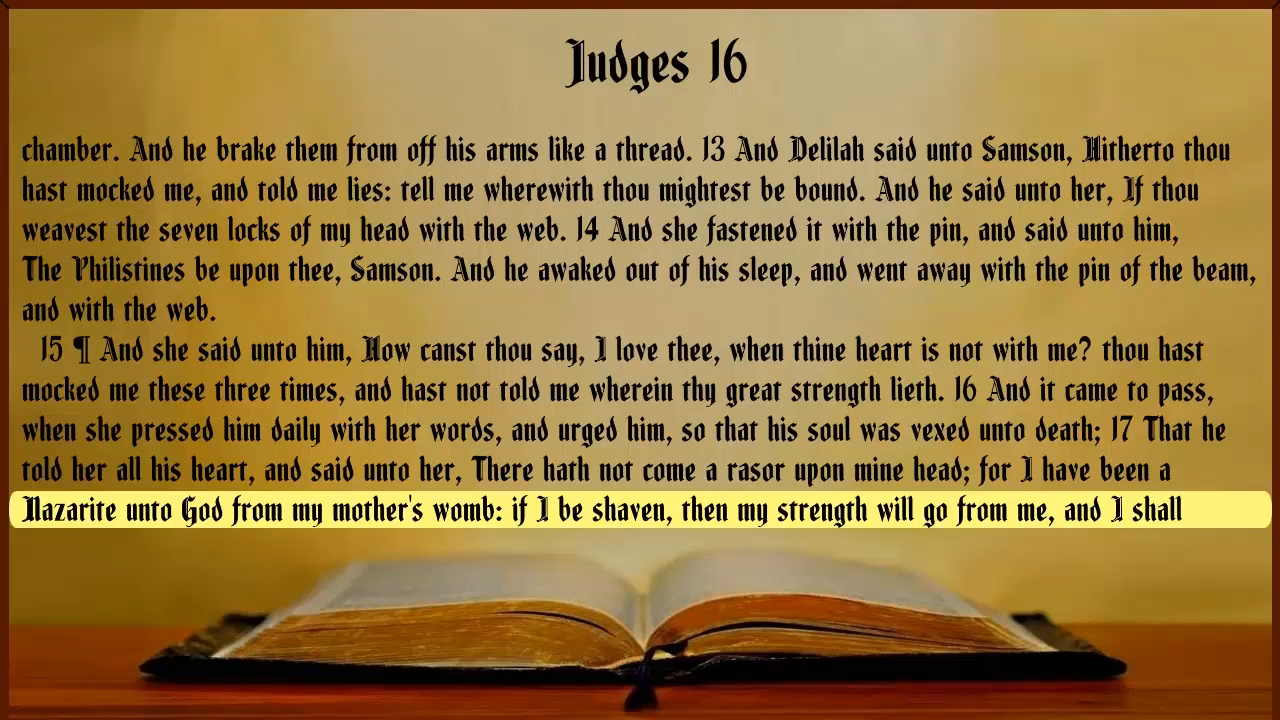 Judges 16
chamber. And he brake them from off his arms like a thread. 13 And Delilah said unto Samson, Hitherto thou
hast mocked me, and told me lies: tell me wherewith thou mightest be bound. And he said unto her, If thou
weavest the seven locks of my head with the web. 14 And she fastened it with the pin, and said unto him,
The Philistines be upon thee, Samson. And he awaked out of his sleep, and went away with the pin of the beam,
and with the web.
15 ¶ And she said unto him, How canst thou say, I love thee, when thine heart is not with me? thou hast
mocked me these three times, and hast not told me wherein thy great strength lieth. 16 And it came to pass,
when she pressed him daily with her words, and urged him, so that his soul was vexed unto death; 17 That he
told her all his heart, and said unto her, There hath not come a rasor upon mine head; for I have been a
Nazarite unto God from my mother's womb: if I be shaven, then my strength will go from me, and I shall